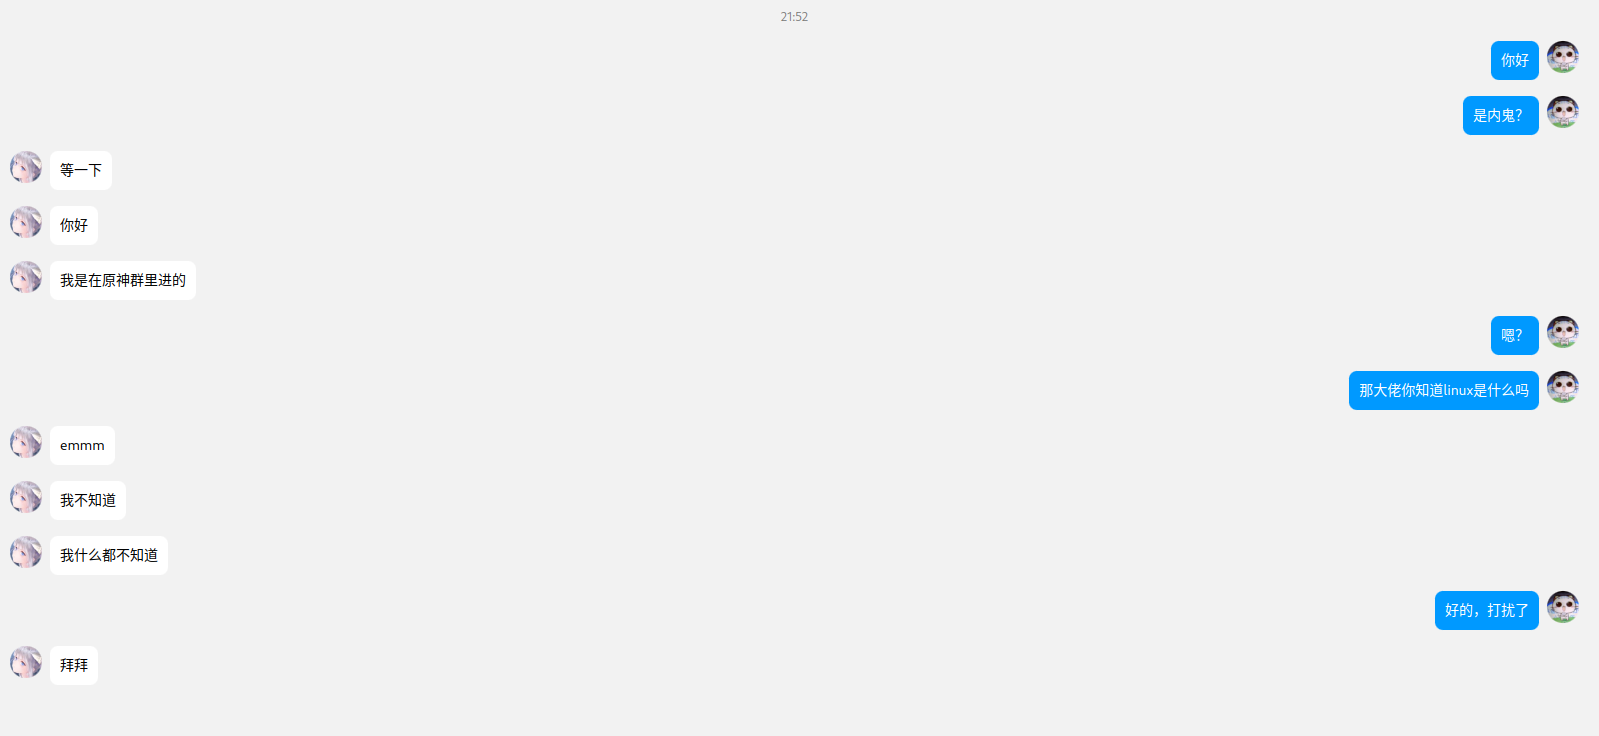 21:52
你好
是内鬼？
等一下
你好
我是在原神群里进的
嗯？
那大佬你知道linux是什么吗
emmm
我不知道
我什么都不知道
好的，打扰了
拜拜